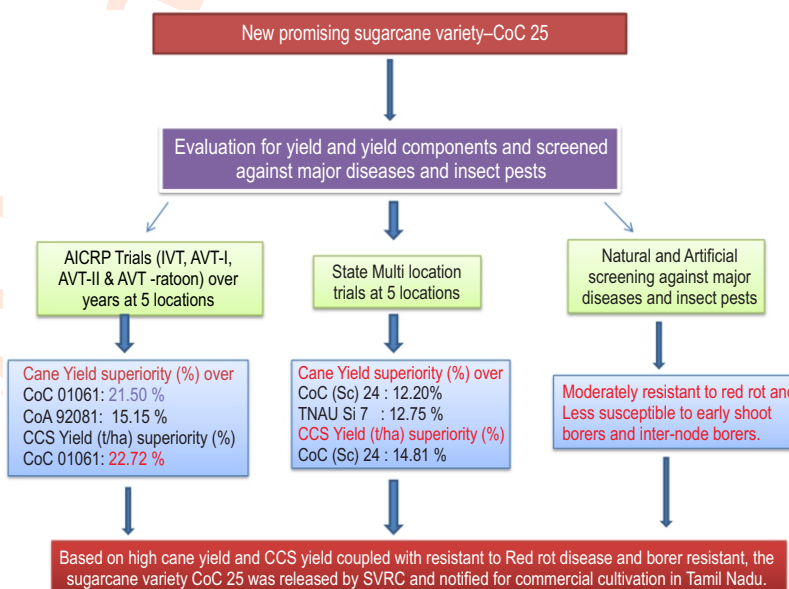 New promising sugarcane variety–CoC 25
Evaluation for yield and yield components and screened
against major diseases and insect pests
AICRP Trials (IVT, AVT-I,
AVT-II & AVT -ratoon) over
years at 5 locations
State Multi location
trials at 5 locations
Natural and Artificial
screening against major
diseases and insect pests
Cane Yield superiority (%) over
CoC 01061: 21.50 %
CoA 92081: 15.15 %
CCS Yield (t/ha) superiority (%)
CoC 01061: 22.72 %
Cane Yield superiority (%) over
CoC (Sc) 24 : 12.20%
TNAU Si 7 : 12.75 %
CCS Yield (t/ha) superiority (%)
CoC (Sc) 24 : 14.81 %
Moderately resistant to red rot and
Less susceptible to early shoot
borers and inter-node borers.
Based on high cane yield and CCS yield coupled with resistant to Red rot disease and borer resistant, the
sugarcane variety CoC 25 was released by SVRC and notified for commercial cultivation in Tamil Nadu.